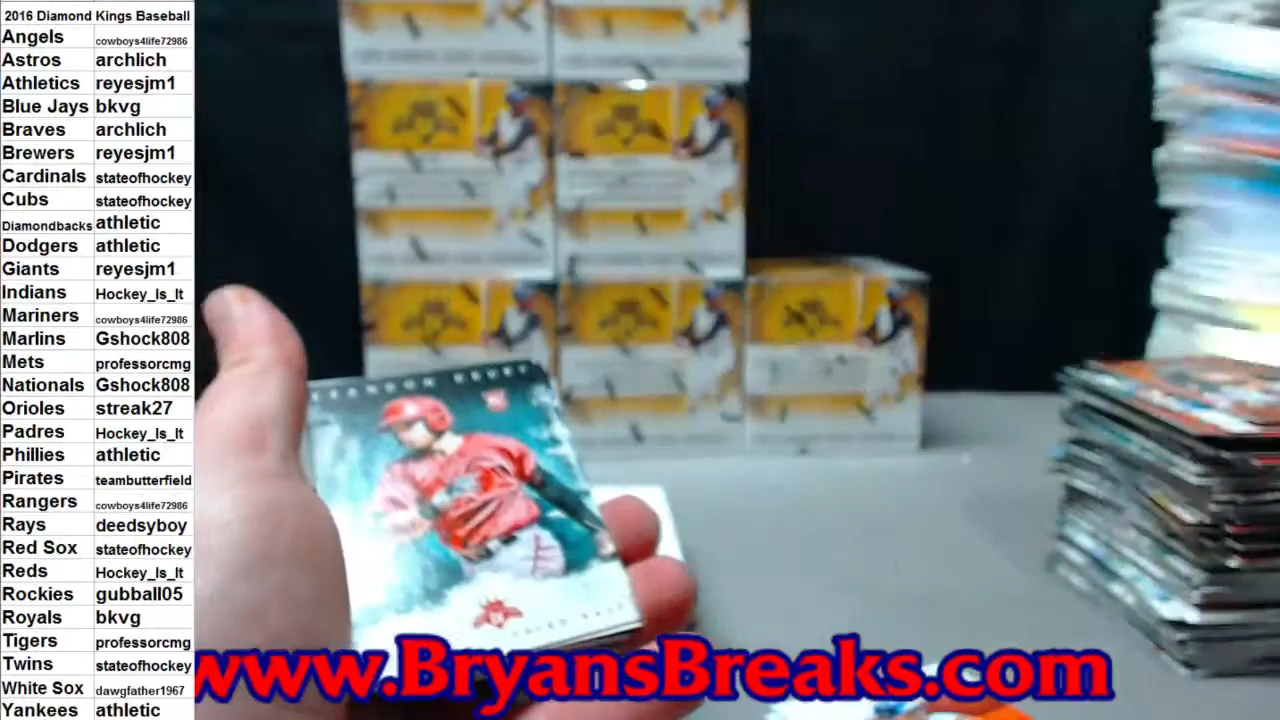 2016 Diamond Kings Baseball
Angels cowboys4life72986
Astros archlich
Athletics reyesjm1
Blue Jays bkvg
Braves archlich
Brewers reyesjm1
Cardinals stateofhockey
Cubs stateofhockey
Diamondbacks athletic
Dodgers athletic
Giants reyesjm1
Indians Hockey_Is_It
Mariners cowboys4life72986
Marlins Gshock808
Mets professorcmg
Nationals Gshock808
Orioles streak27
Padres Hockey_Is_It
Phillies athletic
Pirates teambutterfield
Rangers cowboys4life72986
Rays deedsyboy
Red Sox stateofhockey
Reds Hockey_Is_It
Rockies gubball05
Royals bkvg
Tigers professorcmg
Twins stateofhockey
White Sox dawgfather1967
Yankees athletic
www.BryansBreaks.com